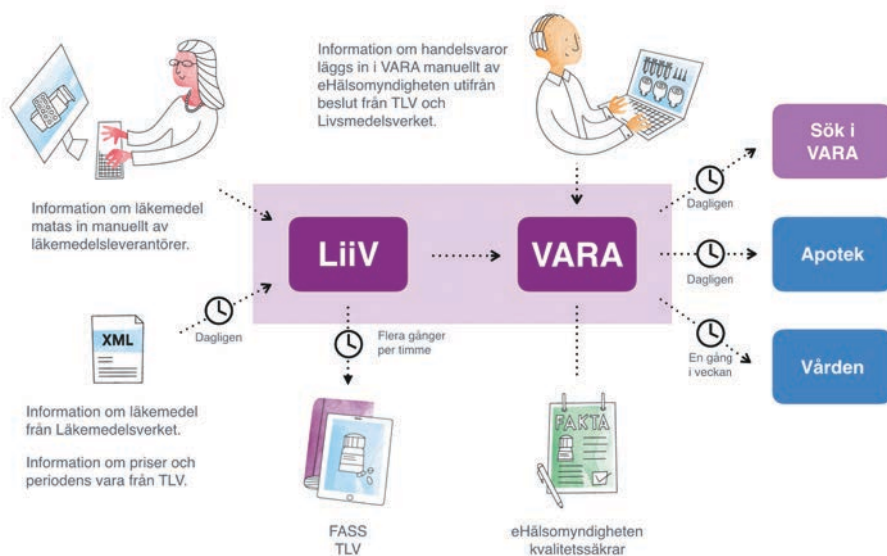 Information om handelsvaror
läggs in i VARA manuellt av
eHälsomyndigheten utifrån
beslut från TLV och
Livsmedelsverket.
Information om läkemedel
matas in manuellt av
läkemedelsleverantörer.
LiiV
VARA
Dagligen
Sök i
VARA
Dagligen
Apotek
En gång
i veckan
Vården
XML
Dagligen
Information om läkemedel
från Läkemedelsverket.
Information om priser och
periodens vara från TLV.
Flera gånger
per timme
FASS
TLV
FAKTA
eHälsomyndigheten
kvalitetssäkrar